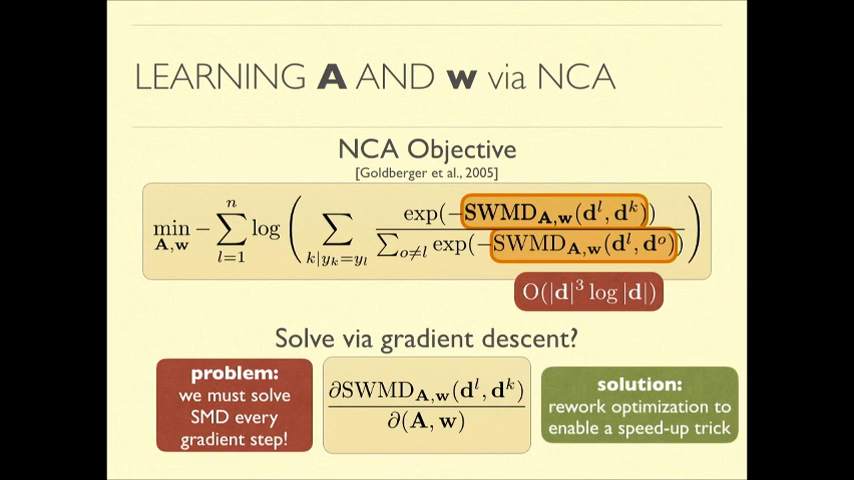 LEARNING A AND w via NCA
NCA Objective
[Goldberger et al., 2005]
min_{A,w} − ∑_{l=1}^{n} log ( ∑_{k|y_k=y_l} exp(−SWMD_{A,w}(d^l, d^k)) / ∑_{o≠l} exp(−SWMD_{A,w}(d^l, d^o)) )
O(|d|^3 log |d|)
Solve via gradient descent?
problem:
we must solve
SMD every
gradient step!
∂SWMD_{A,w}(d^l, d^k)
∂(A, w)
solution:
rework optimization to
enable a speed-up trick